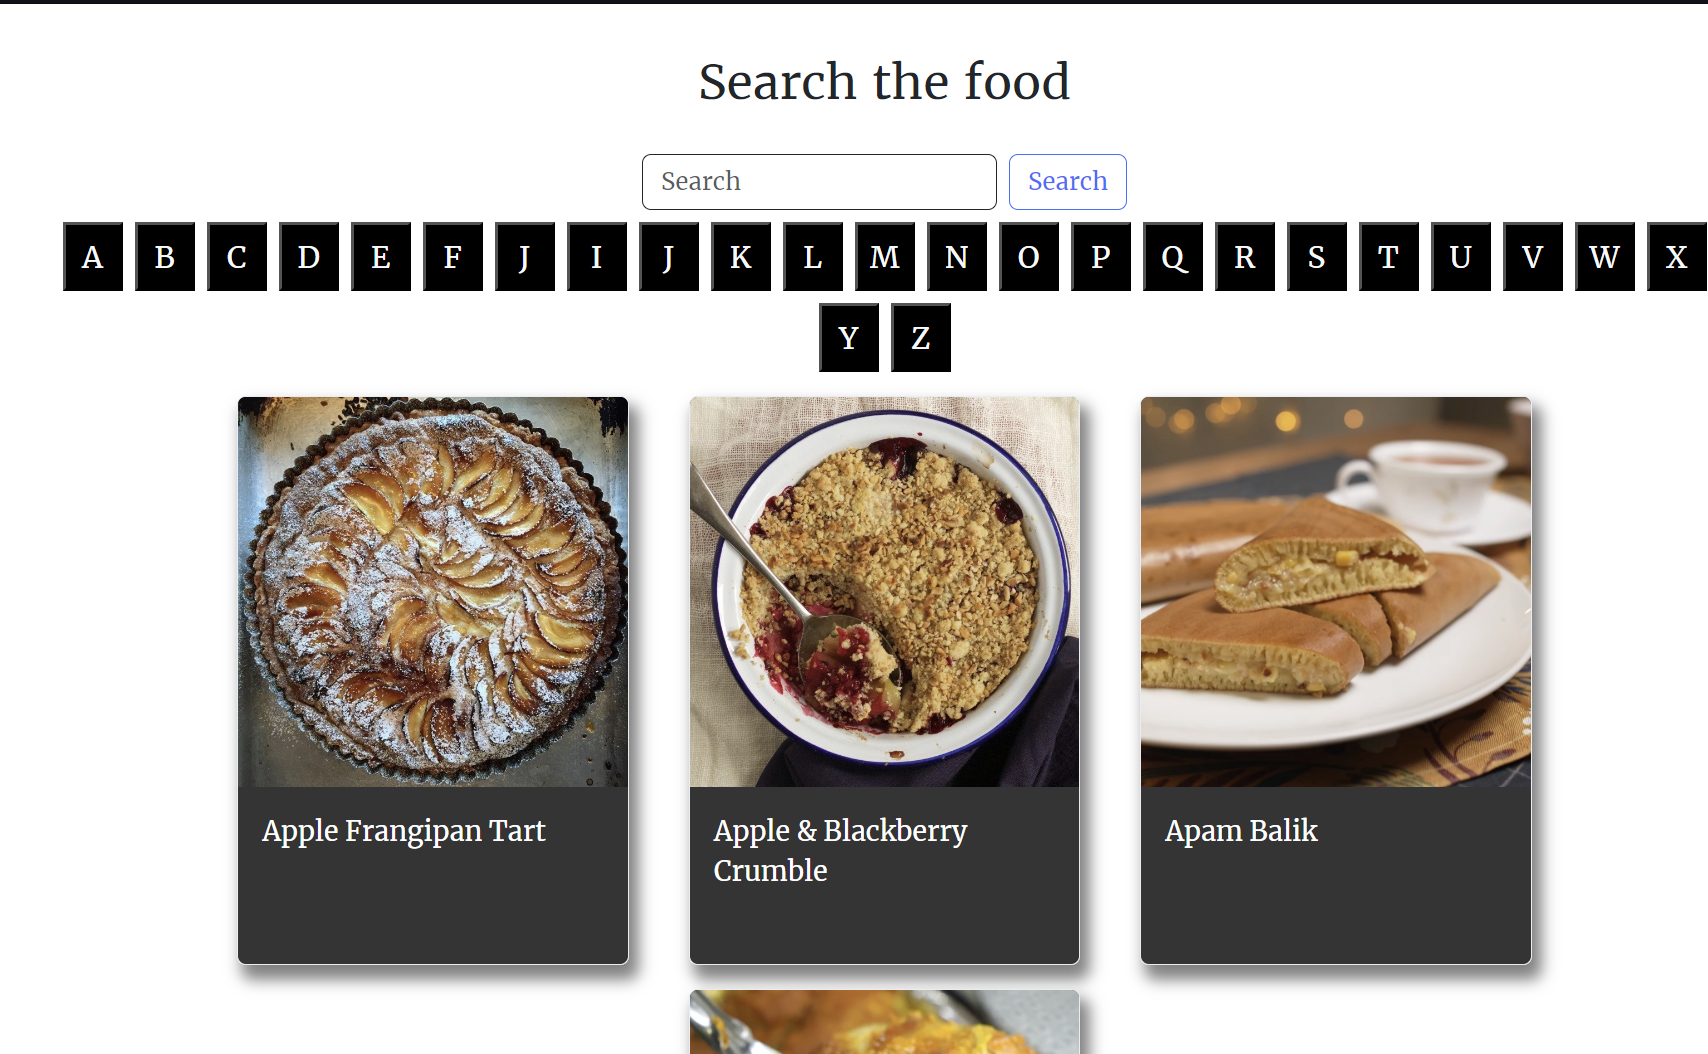 Search the food
Search Search
A B C D E F J I J K L M N O P Q R S T U V W X
Y Z
Apple Frangipan Tart
Apple & Blackberry
Crumble
Apam Balik